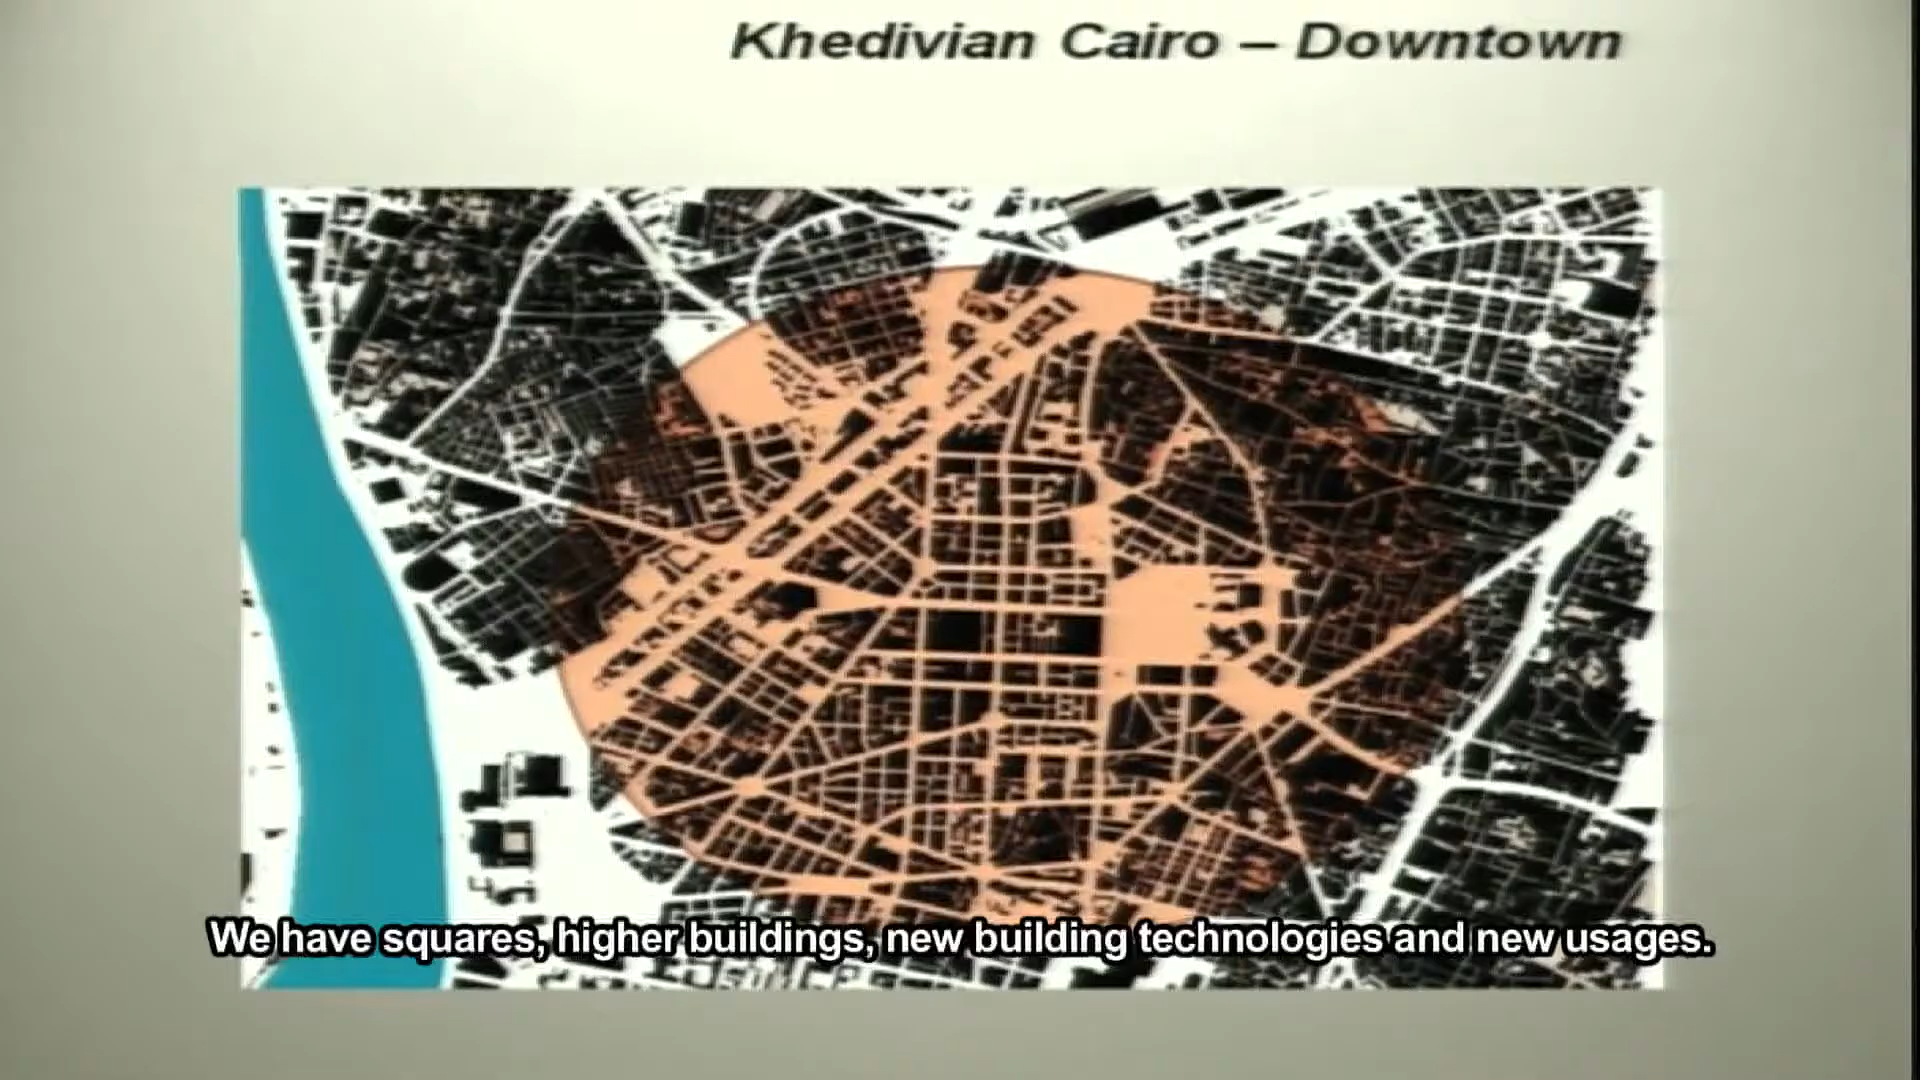 Khedivian Cairo – Downtown
We have squares, higher buildings, new building technologies and new usages.